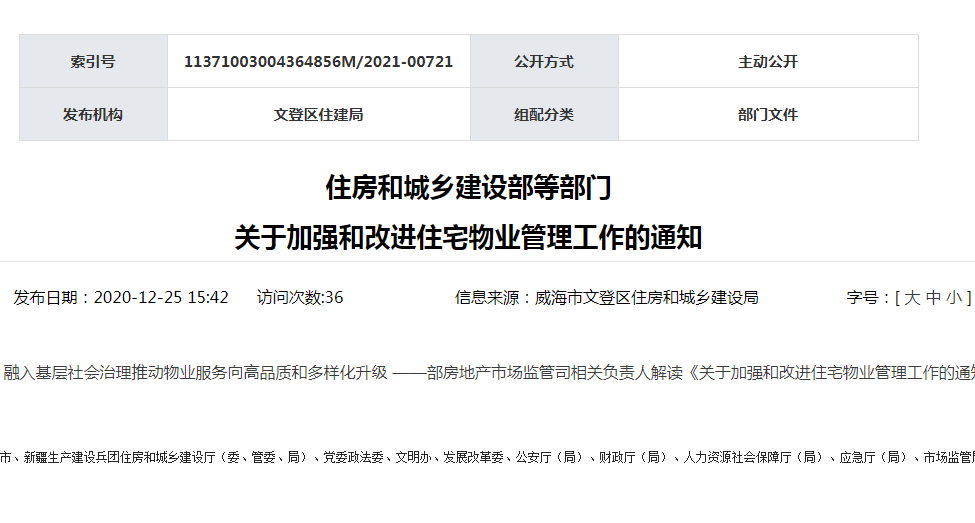 索引号 11371003004364856M/2021-00721 公开方式 主动公开
发布机构 文登区住建局 组配分类 部门文件
住房和城乡建设部等部门
关于加强和改进住宅物业管理工作的通知
发布日期：2020-12-25 15:42 访问次数:36 信息来源：威海市文登区住房和城乡建设局 字号：[ 大 中 小 ]
融入基层社会治理推动物业服务向高品质和多样化升级 ——部房地产市场监管司相关负责人解读《关于加强和改进住宅物业管理工作的通知
市、新疆生产建设兵团住房和城乡建设厅（委、管委、局）、党委政法委、文明办、发展改革委、公安厅（局）、财政厅（局）、人力资源社会保障厅（局）、应急厅（局）、市场监管局